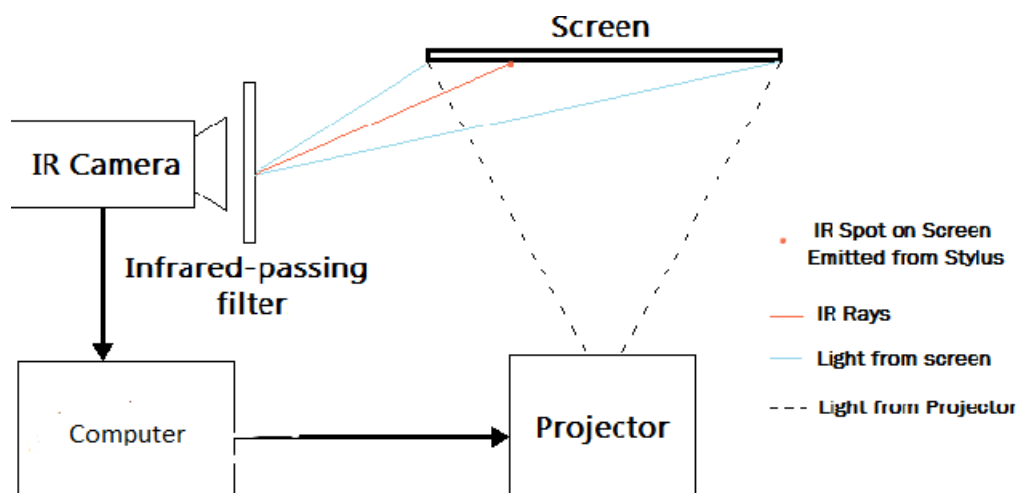 Screen
IR Camera
Infrared-passing
filter
IR Spot on Screen
Emitted from Stylus
IR Rays
Light from screen
Light from Projector
Computer
Projector